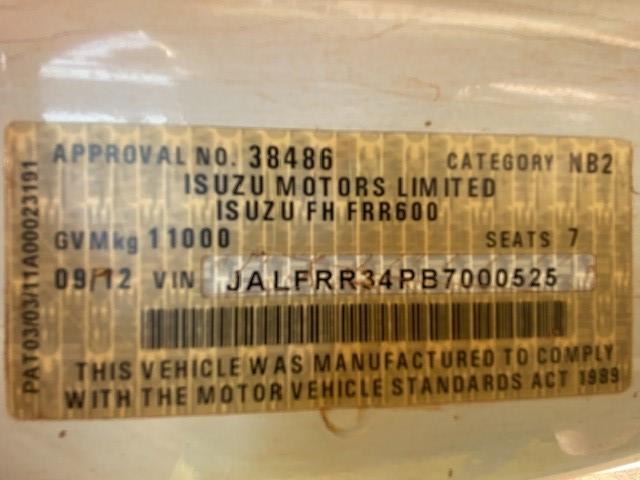 APPROVAL NO. 38486 CATEGORY NB2
ISUZU MOTORS LIMITED
ISUZU FH FRR600
GVMkg 11000 SEATS 7
09/12 VIN JALFRR34PB7000525
THIS VEHICLE WAS MANUFACTURED TO COMPLY
WITH THE MOTOR VEHICLE STANDARDS ACT 1989
PAT03/03/11A00023191